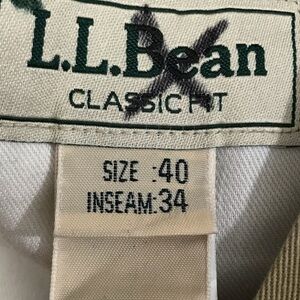 L.L.Bean
CLASSIC FIT
SIZE :40
INSEAM:34